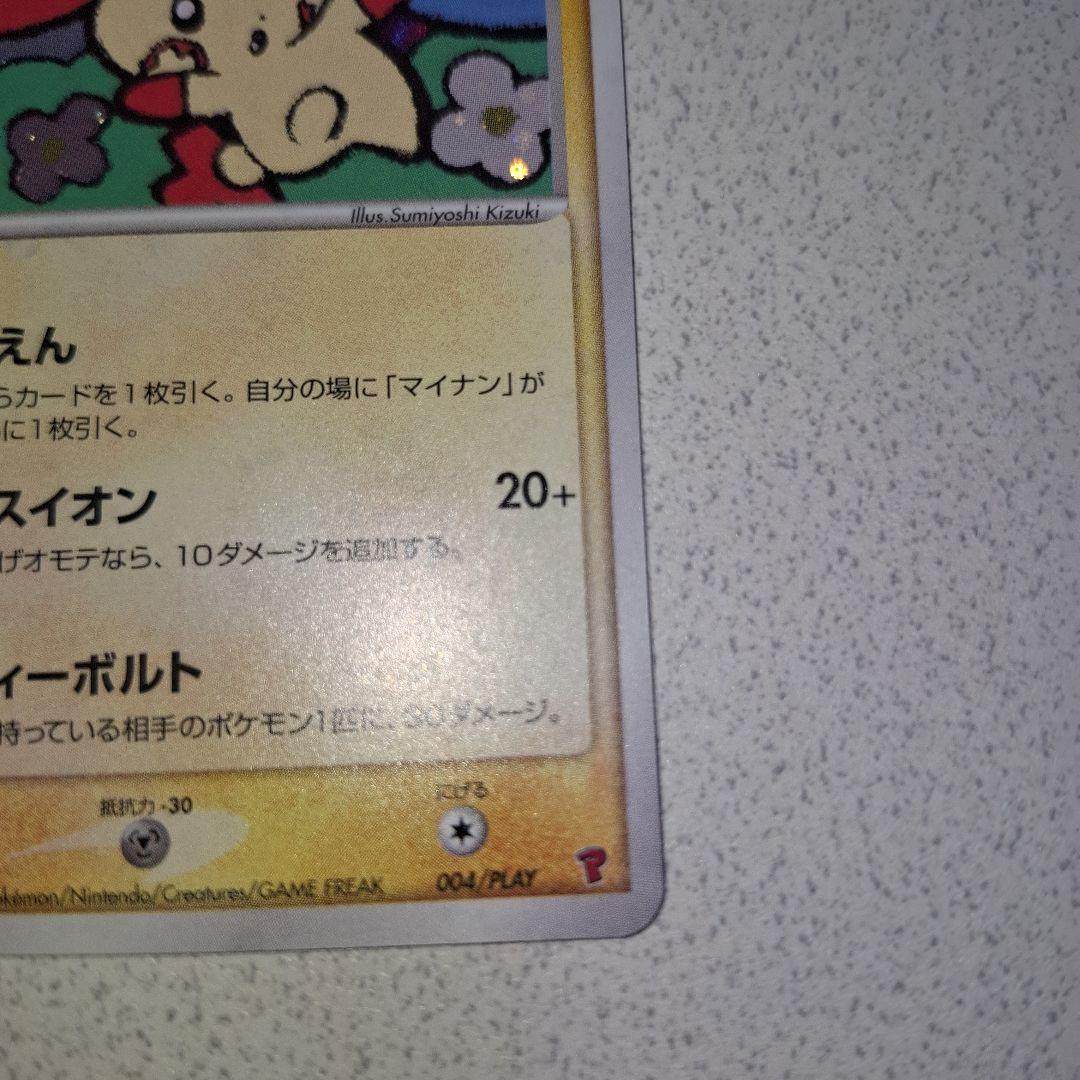 Illus. Sumiyoshi Kizuki
えん
らカードを1枚引く。自分の場に「マイナン」が
に1枚引く。
スイオン 20+
げオモテなら、10ダメージを追加する。
ィーボルト
持っている相手のポケモン1匹に、30ダメージ。
抵抗力 -30 にげる
okémon/Nintendo/Creatures/GAME FREAK 004/PLAY P